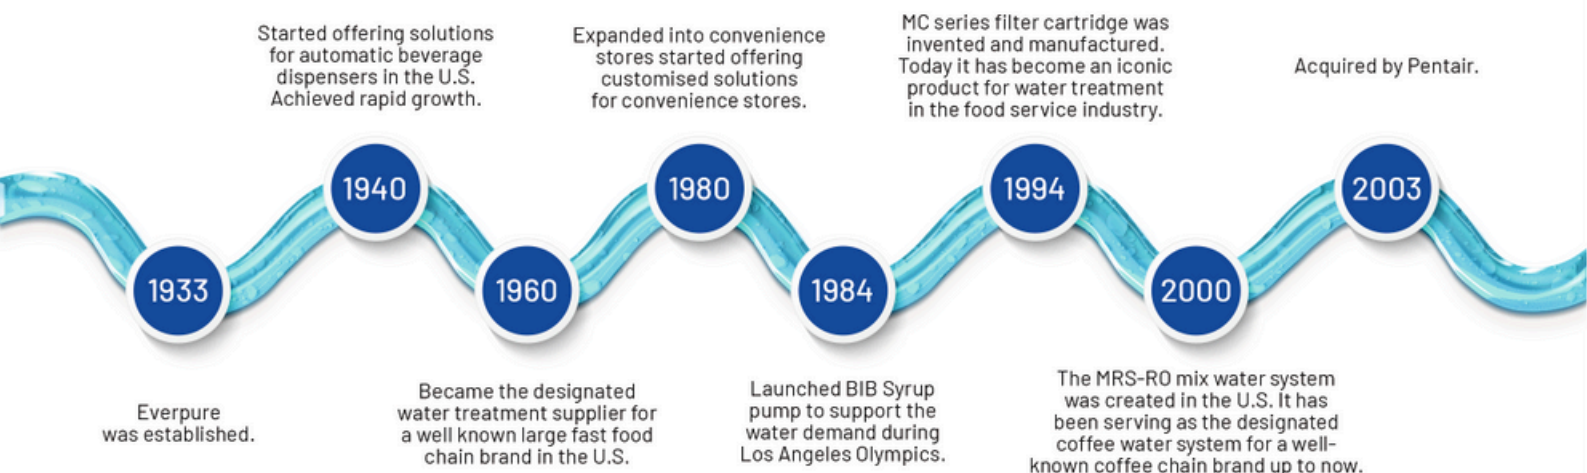 1933
Everpure
was established.
1940
Started offering solutions
for automatic beverage
dispensers in the U.S.
Achieved rapid growth.
1960
Became the designated
water treatment supplier for
a well known large fast food
chain brand in the U.S.
1980
Expanded into convenience
stores started offering
customised solutions
for convenience stores.
1984
Launched BIB Syrup
pump to support the
water demand during
Los Angeles Olympics.
1994
MC series filter cartridge was
invented and manufactured.
Today it has become an iconic
product for water treatment
in the food service industry.
2000
The MRS-RO mix water system
was created in the U.S. It has
been serving as the designated
coffee water system for a well-
known coffee chain brand up to now.
2003
Acquired by Pentair.